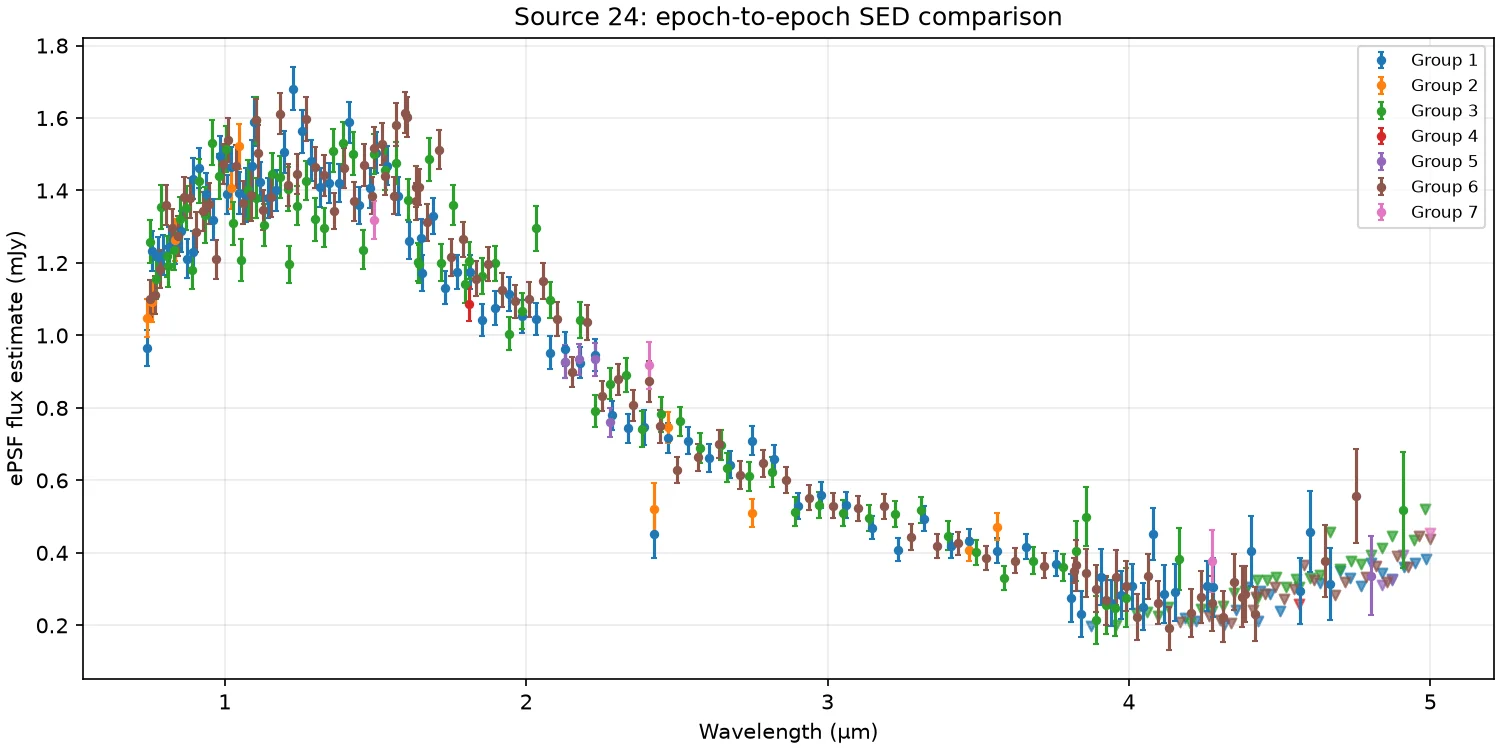 Source 24: epoch-to-epoch SED comparison
1.8
1.6
1.4
1.2
1.0
0.8
0.6
0.4
0.2
ePSF flux estimate (mJy)
Group 1
Group 2
Group 3
Group 4
Group 5
Group 6
Group 7
1
2
3
4
5
Wavelength (μm)